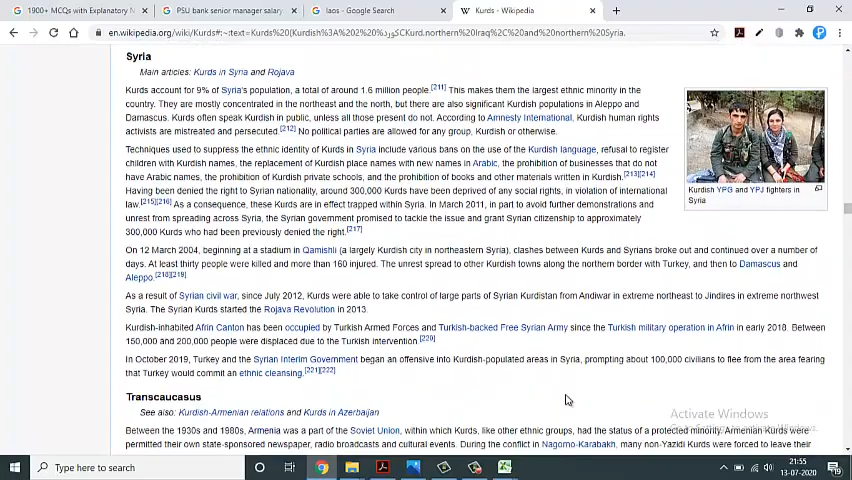 1900+ MCQs with Explanatory N
PSU bank senior manager salary
laos - Google Search
Kurds - Wikipedia
en.wikipedia.org/wiki/Kurds#:~:text=Kurds%20(Kurdish%3A%20%20کورد%2CKurd.northern%20Iraq%2C%20and%20northern%20Syria.
Syria
Main articles: Kurds in Syria and Rojava
Kurds account for 9% of Syria's population, a total of around 1.6 million people.[211] This makes them the largest ethnic minority in the
country. They are mostly concentrated in the northeast and the north, but there are also significant Kurdish populations in Aleppo and
Damascus. Kurds often speak Kurdish in public, unless all those present do not. According to Amnesty International, Kurdish human rights
activists are mistreated and persecuted.[212] No political parties are allowed for any group, Kurdish or otherwise.
Techniques used to suppress the ethnic identity of Kurds in Syria include various bans on the use of the Kurdish language, refusal to register
children with Kurdish names, the replacement of Kurdish place names with new names in Arabic, the prohibition of businesses that do not
have Arabic names, the prohibition of Kurdish private schools, and the prohibition of books and other materials written in Kurdish.[213][214]
Having been denied the right to Syrian nationality, around 300,000 Kurds have been deprived of any social rights, in violation of international
law.[215][216] As a consequence, these Kurds are in effect trapped within Syria. In March 2011, in part to avoid further demonstrations and
unrest from spreading across Syria, the Syrian government promised to tackle the issue and grant Syrian citizenship to approximately
300,000 Kurds who had been previously denied the right.[217]
Kurdish YPG and YPJ fighters in
Syria
On 12 March 2004, beginning at a stadium in Qamishli (a largely Kurdish city in northeastern Syria), clashes between Kurds and Syrians broke out and continued over a number of
days. At least thirty people were killed and more than 160 injured. The unrest spread to other Kurdish towns along the northern border with Turkey, and then to Damascus and
Aleppo.[218][219]
As a result of Syrian civil war, since July 2012, Kurds were able to take control of large parts of Syrian Kurdistan from Andiwar in extreme northeast to Jindires in extreme northwest
Syria. The Syrian Kurds started the Rojava Revolution in 2013.
Kurdish-inhabited Afrin Canton has been occupied by Turkish Armed Forces and Turkish-backed Free Syrian Army since the Turkish military operation in Afrin in early 2018. Between
150,000 and 200,000 people were displaced due to the Turkish intervention.[220]
In October 2019, Turkey and the Syrian Interim Government began an offensive into Kurdish-populated areas in Syria, prompting about 100,000 civilians to flee from the area fearing
that Turkey would commit an ethnic cleansing.[221][222]
Transcaucasus
See also: Kurdish-Armenian relations and Kurds in Azerbaijan
Activate Windows
Between the 1930s and 1980s, Armenia was a part of the Soviet Union, within which Kurds, like other ethnic groups, had the status of a protected minority. Armenian Kurds were
permitted their own state-sponsored newspaper, radio broadcasts and cultural events. During the conflict in Nagorno-Karabakh, many non-Yazidi Kurds were forced to leave their
Type here to search
21:55
13-07-2020
19